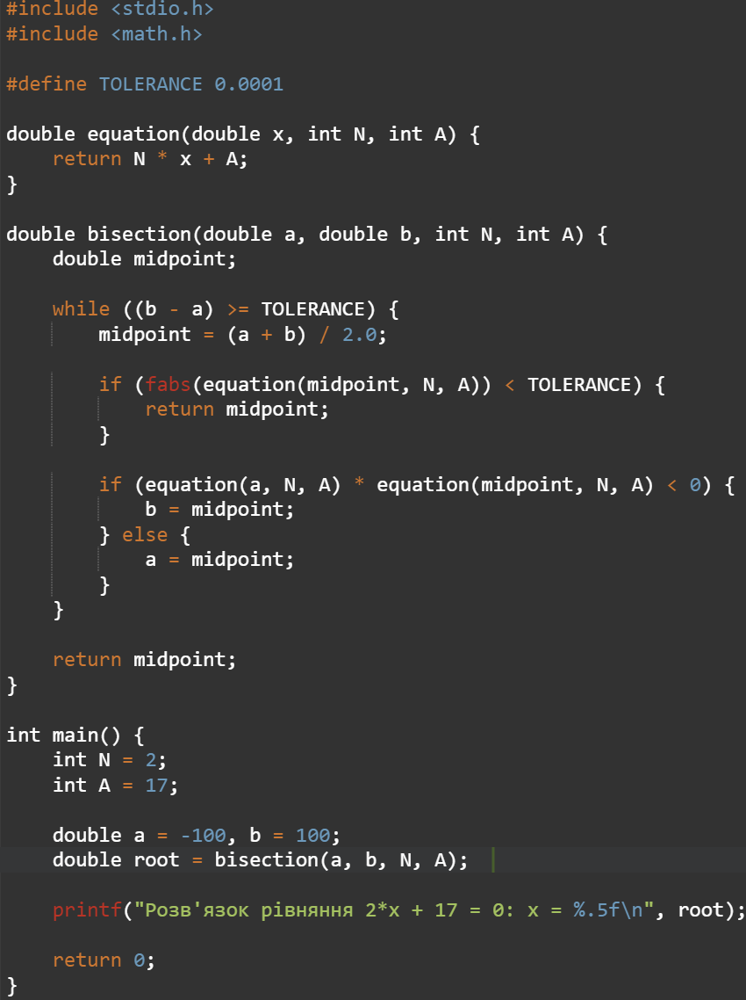 #include <stdio.h>
#include <math.h>

#define TOLERANCE 0.0001

double equation(double x, int N, int A) {
    return N * x + A;
}

double bisection(double a, double b, int N, int A) {
    double midpoint;

    while ((b - a) >= TOLERANCE) {
        midpoint = (a + b) / 2.0;

        if (fabs(equation(midpoint, N, A)) < TOLERANCE) {
            return midpoint;
        }

        if (equation(a, N, A) * equation(midpoint, N, A) < 0) {
            b = midpoint;
        } else {
            a = midpoint;
        }
    }

    return midpoint;
}

int main() {
    int N = 2;
    int A = 17;

    double a = -100, b = 100;
    double root = bisection(a, b, N, A);

    printf("Розв'язок рівняння 2*x + 17 = 0: x = %.5f\n", root);

    return 0;
}